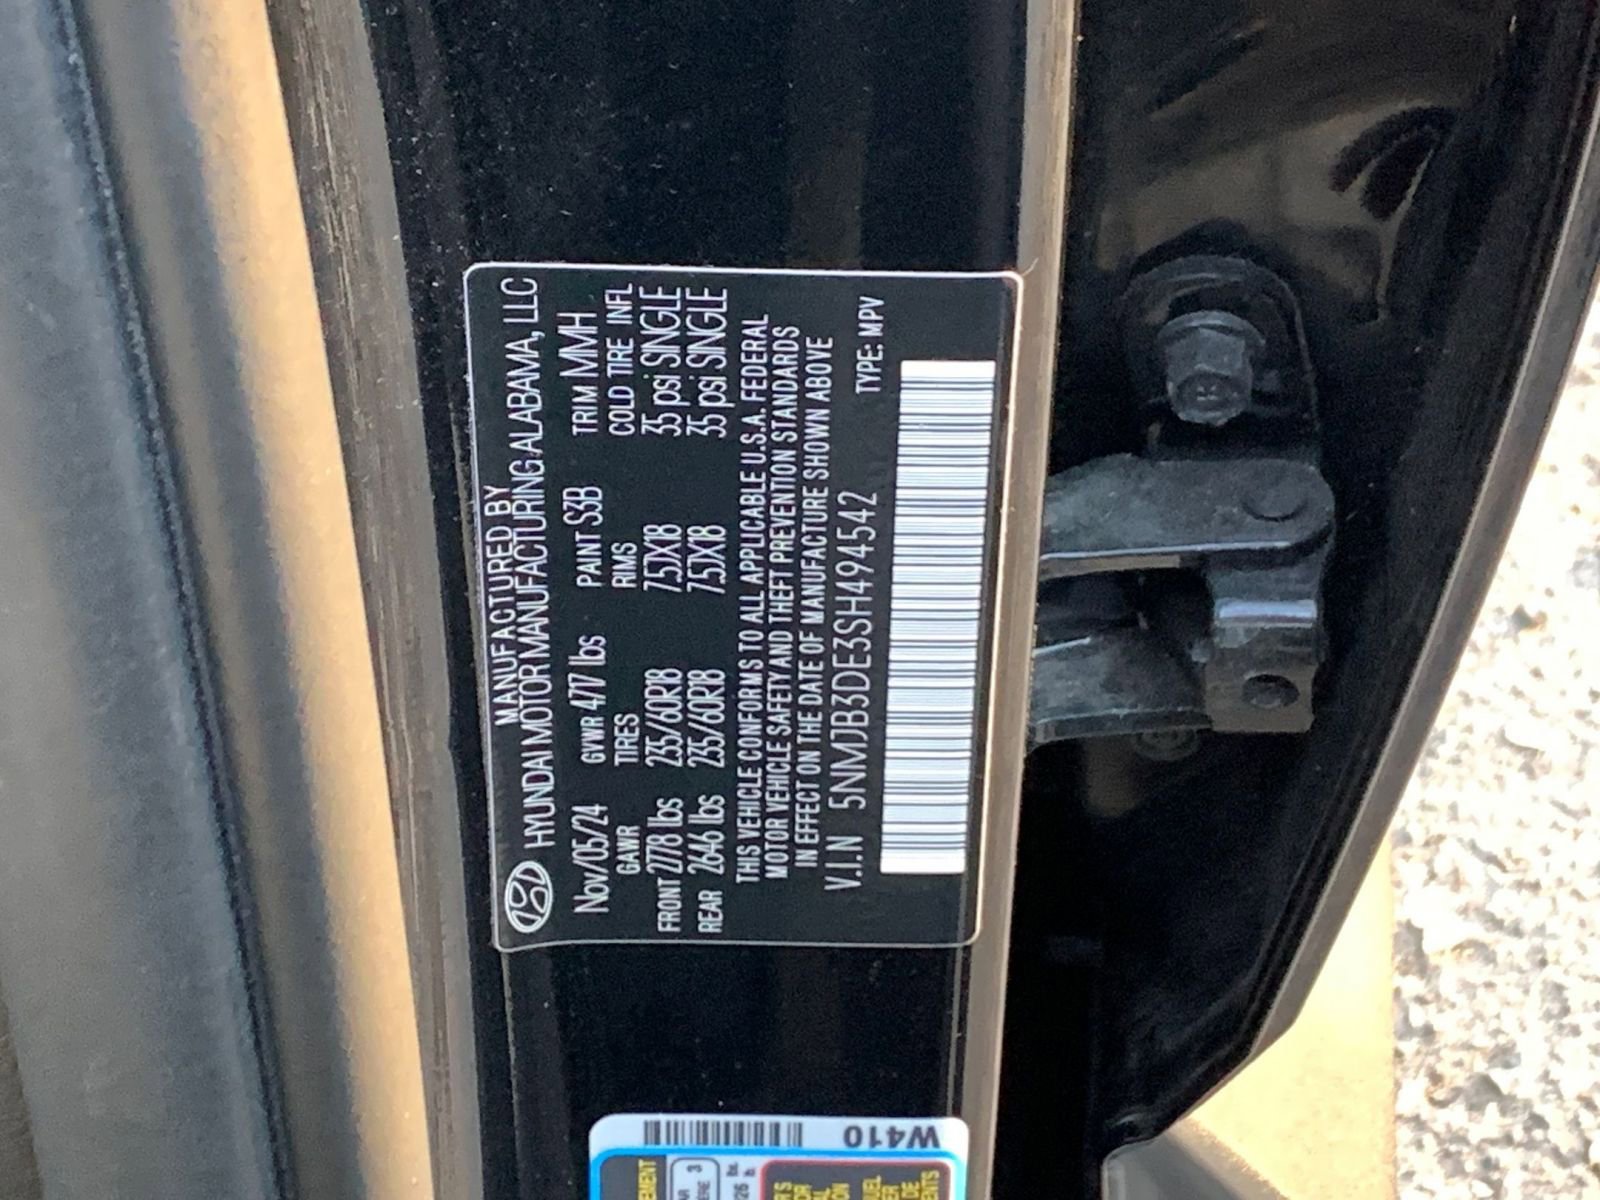 MANUFACTURED BY
HYUNDAI MOTOR MANUFACTURING ALABAMA, LLC
Nov/05/24 GVWR 4717 lbs PAINT S3B TRIM MMH
GAWR TIRES RIMS COLD TIRE INFL
FRONT 2778 lbs 235/60R18 7.5X18 35 psi SINGLE
REAR 2646 lbs 235/60R18 7.5X18 35 psi SINGLE
THIS VEHICLE CONFORMS TO ALL APPLICABLE U.S.A. FEDERAL
MOTOR VEHICLE SAFETY AND THEFT PREVENTION STANDARDS
IN EFFECT ON THE DATE OF MANUFACTURE SHOWN ABOVE
V.I.N 5NMJB3DE3SH494542
TYPE: MPV
W410